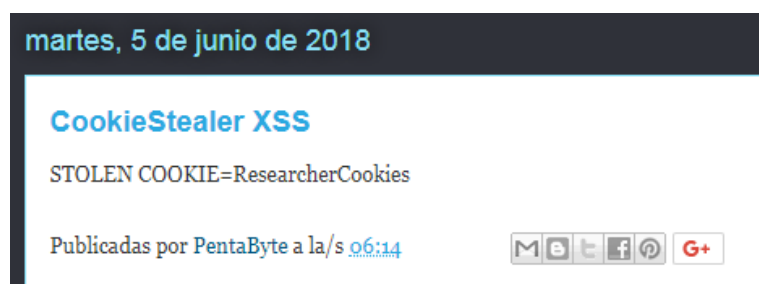 martes, 5 de junio de 2018
CookieStealer XSS
STOLEN COOKIE=ResearcherCookies
Publicadas por PentaByte a la/s 06:14
G+